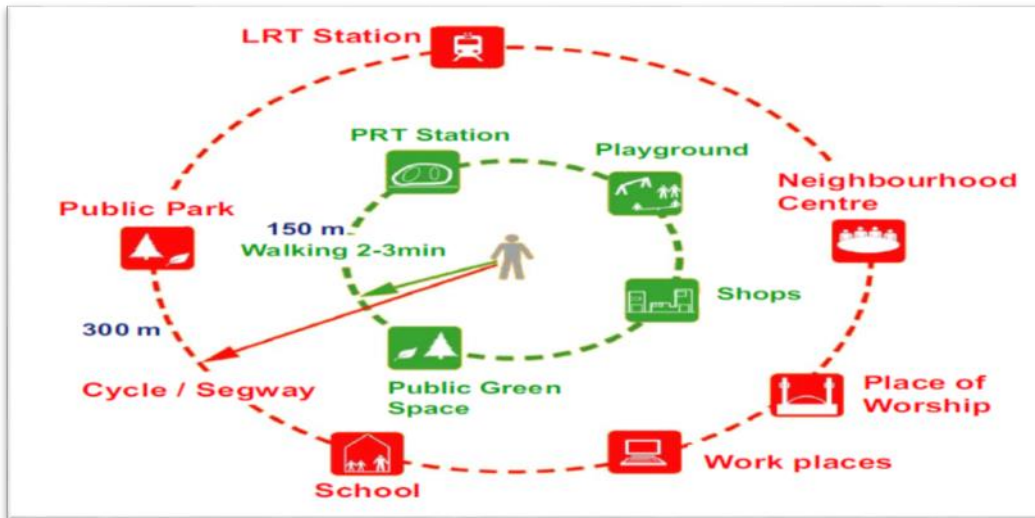 LRT Station
PRT Station
Playground
Public Park
Neighbourhood
Centre
150 m
Walking 2-3min
Shops
300 m
Cycle / Segway
Public Green
Space
Place of
Worship
School
Work places